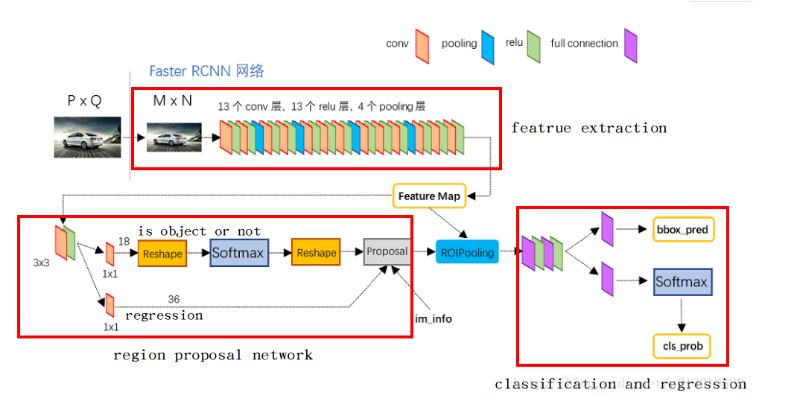 conv pooling relu full connection
Faster RCNN 网络
P x Q
M x N
13 个 conv 层, 13 个 relu 层, 4 个 pooling 层
featrue extraction
Feature Map
is object or not
18
3x3
1x1
Reshape
Softmax
Reshape
Proposal
ROIPooling
bbox_pred
Softmax
36
1x1
regression
im_info
cls_prob
region proposal network
classification and regression